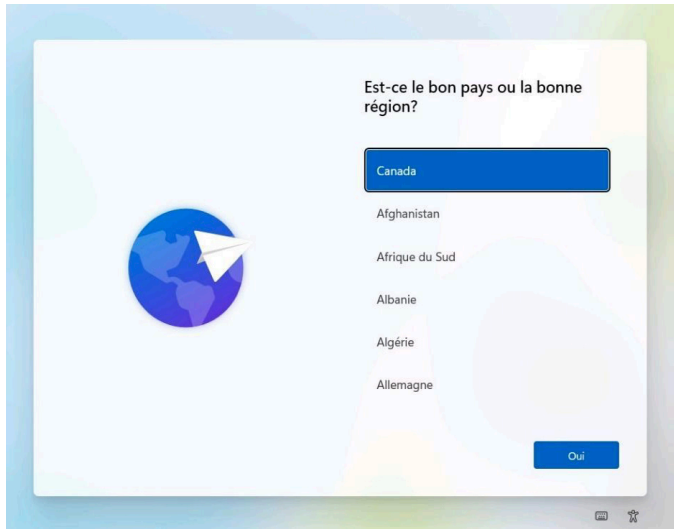 Est-ce le bon pays ou la bonne
région?
Canada
Afghanistan
Afrique du Sud
Albanie
Algérie
Allemagne
Oui